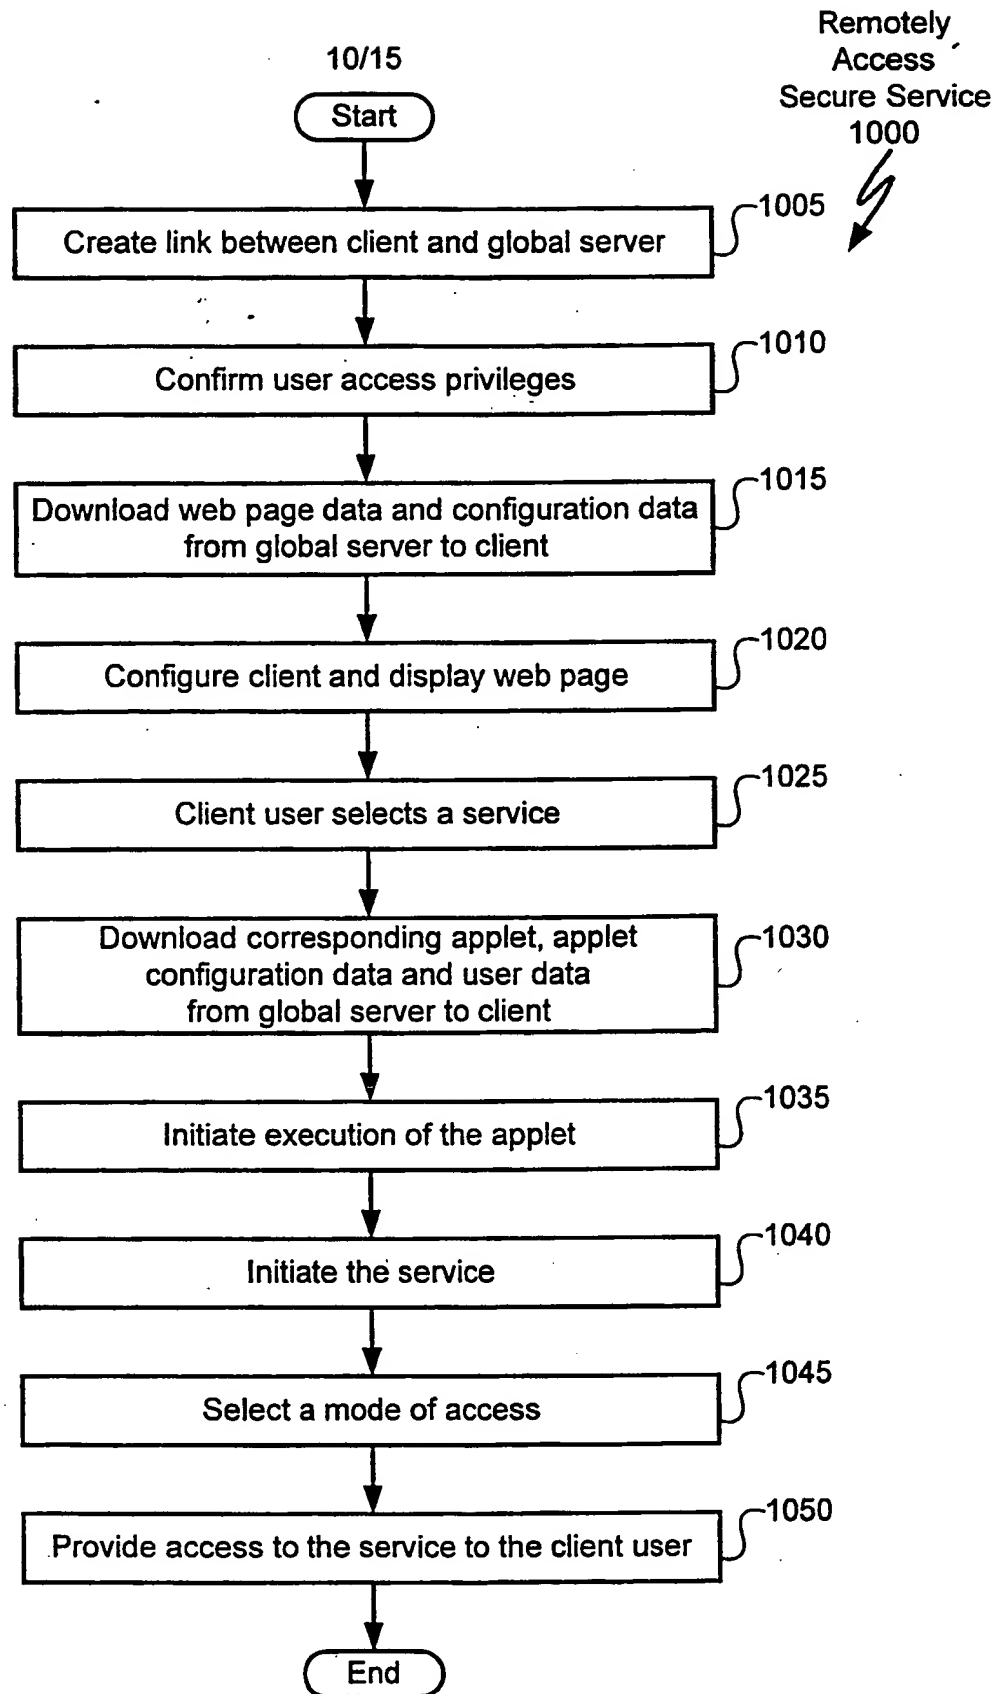 Remotely
Access
Secure Service
1000
10/15
Start
Create link between client and global server
1005
Confirm user access privileges
1010
Download web page data and configuration data
from global server to client
1015
Configure client and display web page
1020
Client user selects a service
1025
Download corresponding applet, applet
configuration data and user data
from global server to client
1030
Initiate execution of the applet
1035
Initiate the service
1040
Select a mode of access
1045
Provide access to the service to the client user
1050
End